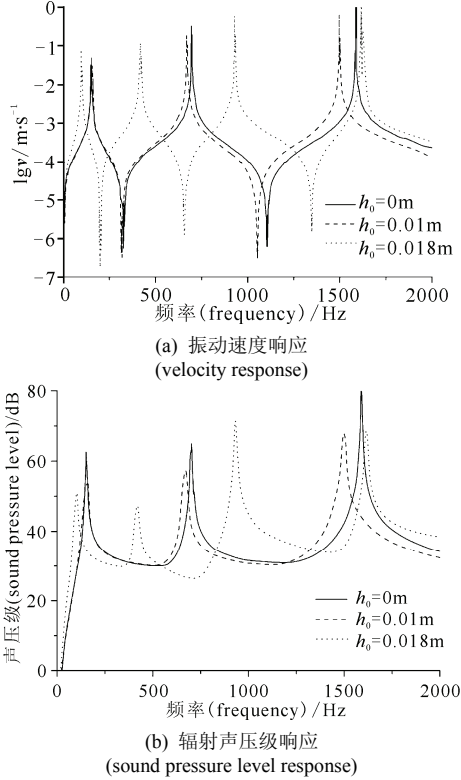 0
−1
−2
−3
−4
−5
−6
−7
lgv/m·s⁻¹
h₀=0m
h₀=0.01m
h₀=0.018m
0 500 1000 1500 2000
频率(frequency)/Hz
(a) 振动速度响应
(velocity response)
80
60
40
20
0
声压级(sound pressure level)/dB
h₀=0m
h₀=0.01m
h₀=0.018m
0 500 1000 1500 2000
频率(frequency)/Hz
(b) 辐射声压级响应
(sound pressure level response)